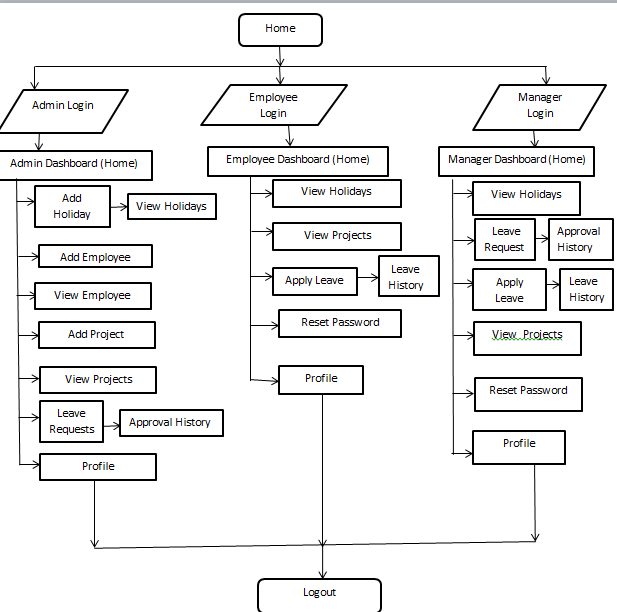 Home
Admin Login
Employee
Login
Manager
Login
Admin Dashboard (Home)
Employee Dashboard (Home)
Manager Dashboard (Home)
Add
Holiday
View Holidays
Add Employee
View Employee
Add Project
View Projects
Leave
Requests
Approval History
Profile
View Holidays
View Projects
Apply Leave
Leave
History
Reset Password
Profile
View Holidays
Leave
Request
Approval
History
Apply
Leave
Leave
History
View Projects
Reset Password
Profile
Logout